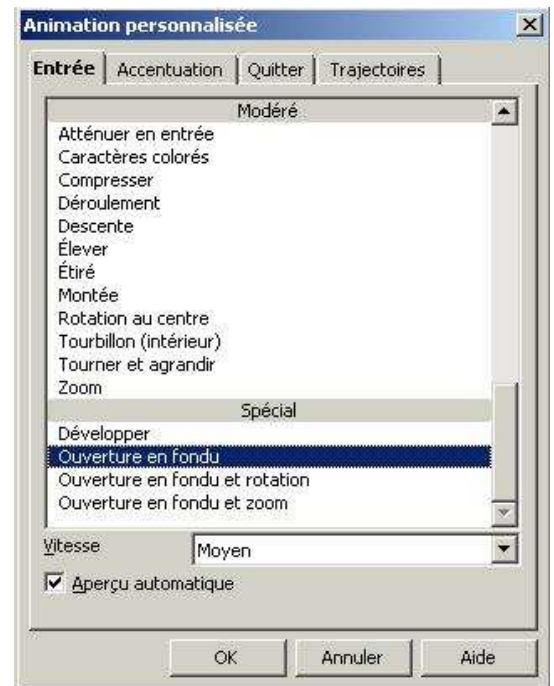 Animation personnalisée
Entrée Accentuation Quitter Trajectoires
Modéré
Atténuer en entrée
Caractères colorés
Compresser
Déroulement
Descente
Élever
Étiré
Montée
Rotation au centre
Tourbillon (intérieur)
Tourner et agrandir
Zoom
Spécial
Développer
Ouverture en fondu
Ouverture en fondu et rotation
Ouverture en fondu et zoom
Vitesse Moyen
Aperçu automatique
OK Annuler Aide